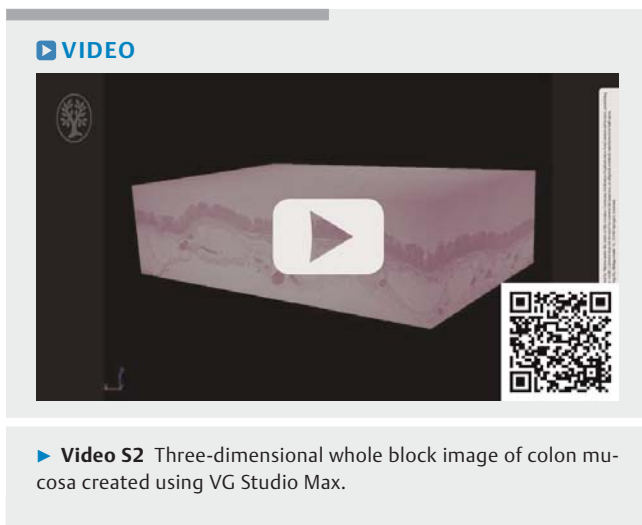 VIDEO
Video S2 Three-dimensional whole block image of colon mu-
cosa created using VG Studio Max.